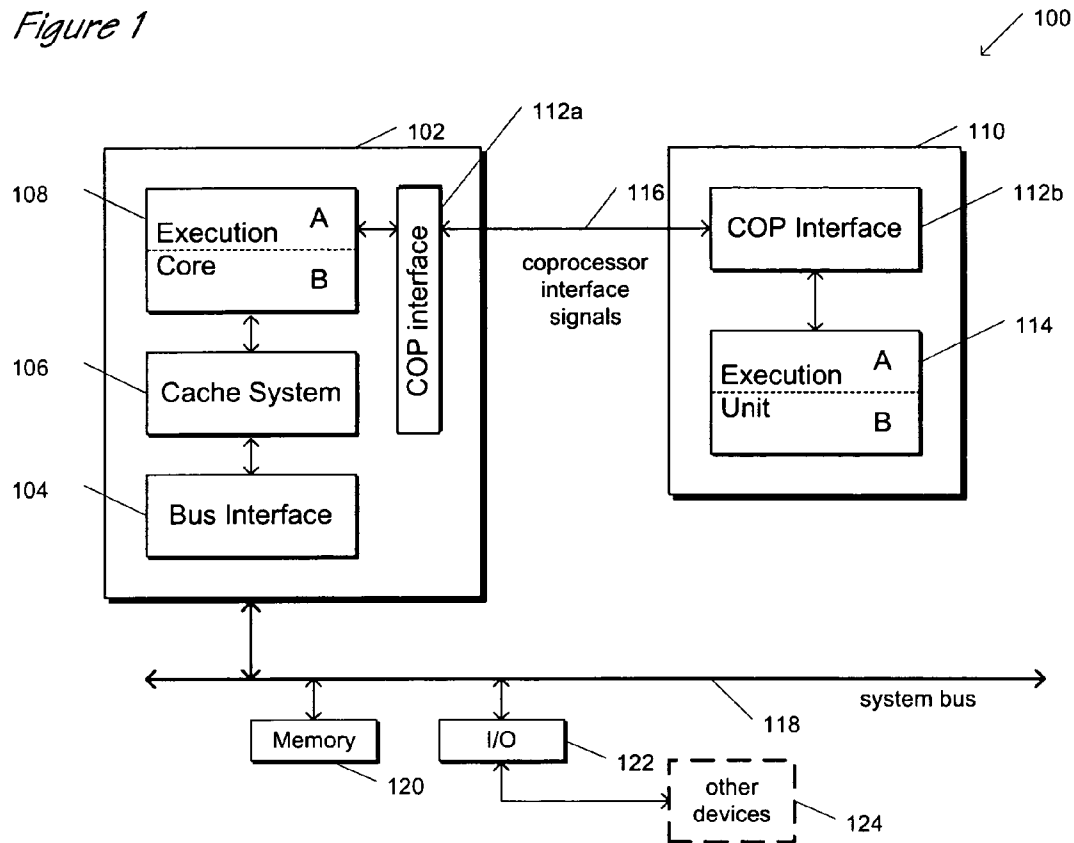 Figure 1
100
102
112a
110
108
Execution
Core
A
B
COP interface
116
coprocessor
interface
signals
COP Interface
112b
106
Cache System
Execution
Unit
A
B
114
104
Bus Interface
system bus
118
Memory
120
I/O
122
other
devices
124